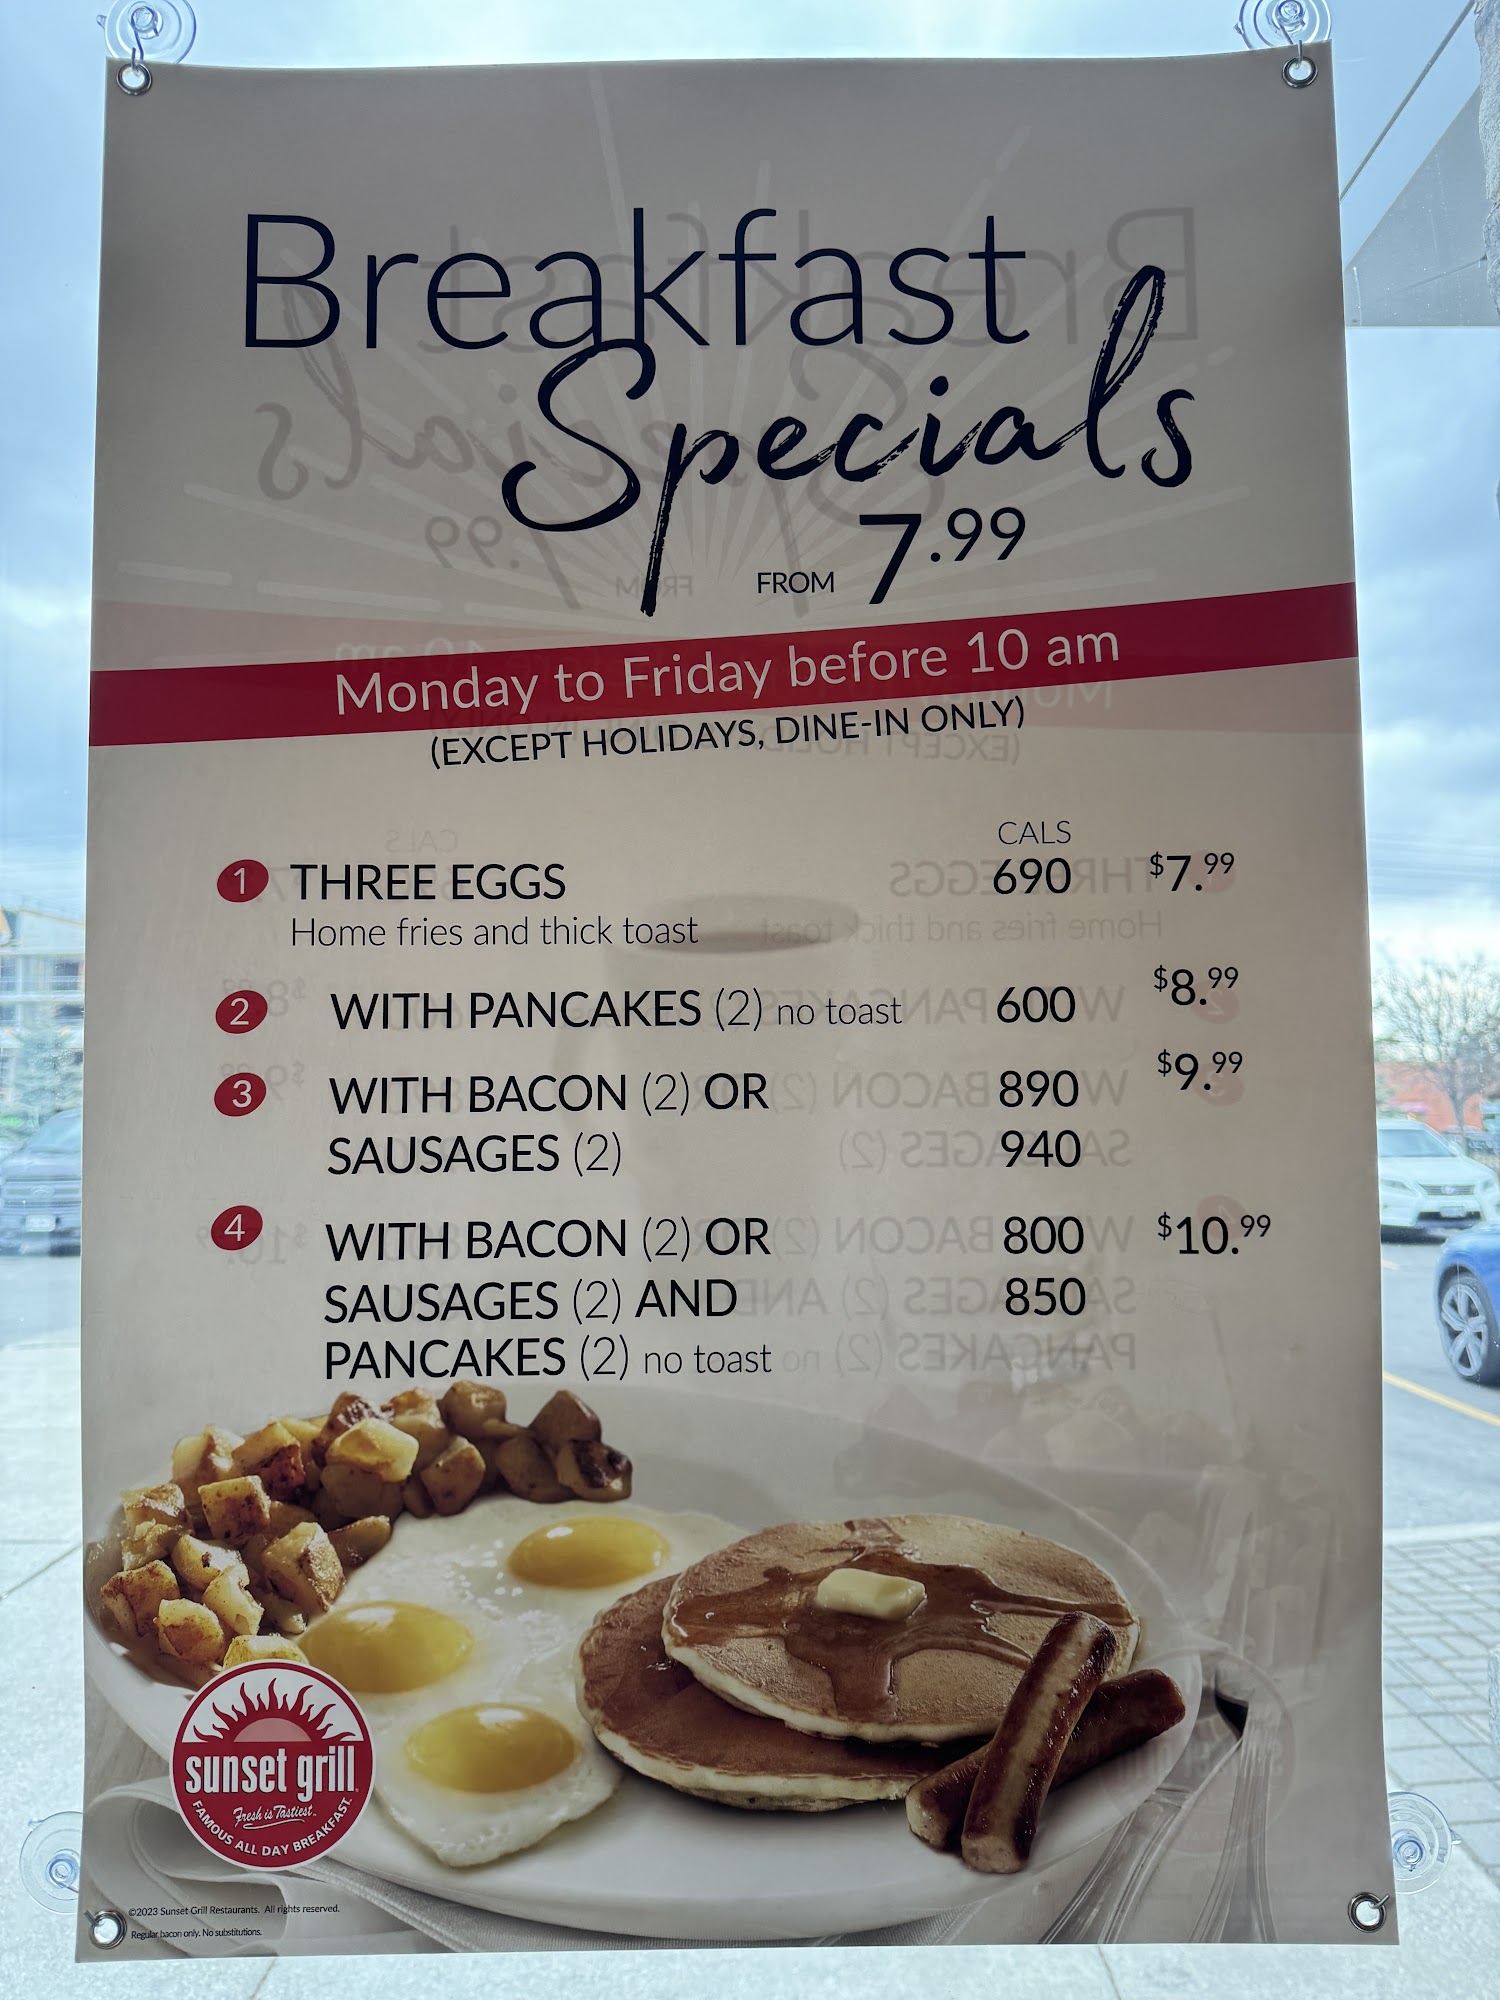 Breakfast
Specials
FROM 7.99
Monday to Friday before 10 am
(EXCEPT HOLIDAYS, DINE-IN ONLY)
CALS
1 THREE EGGS 690 $7.99
Home fries and thick toast
2 WITH PANCAKES (2) no toast 600 $8.99
3 WITH BACON (2) OR 890 $9.99
SAUSAGES (2) 940
4 WITH BACON (2) OR 800 $10.99
SAUSAGES (2) AND 850
PANCAKES (2) no toast
sunset grill
Fresh is Tastiest
FAMOUS ALL DAY BREAKFAST.
©2023 Sunset Grill Restaurants. All rights reserved.
Regular bacon only. No substitutions.